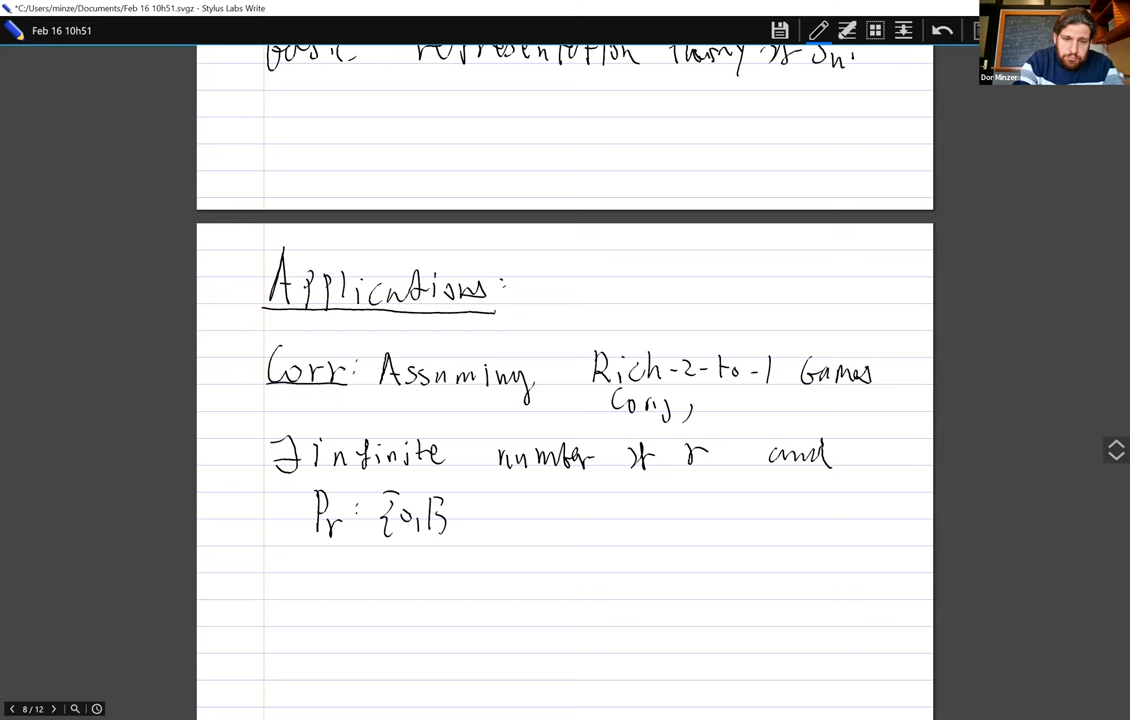 *C:/Users/minze/Documents/Feb 16 10h51.svgz - Stylus Labs Write
Feb 16 10h51
Dor Minzer
basic representation theory of Sn.
Applications:
Corr: Assuming Rich-2-to-1 Games
Conj,
∃ infinite number of r and
Pr: {0,1}
8 / 12